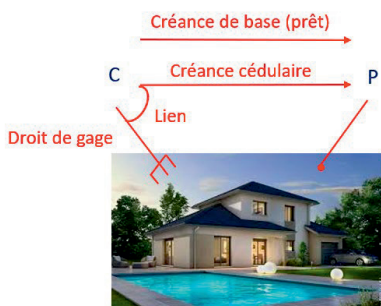 Créance de base (prêt)
C
Créance cédulaire
P
Lien
Droit de gage